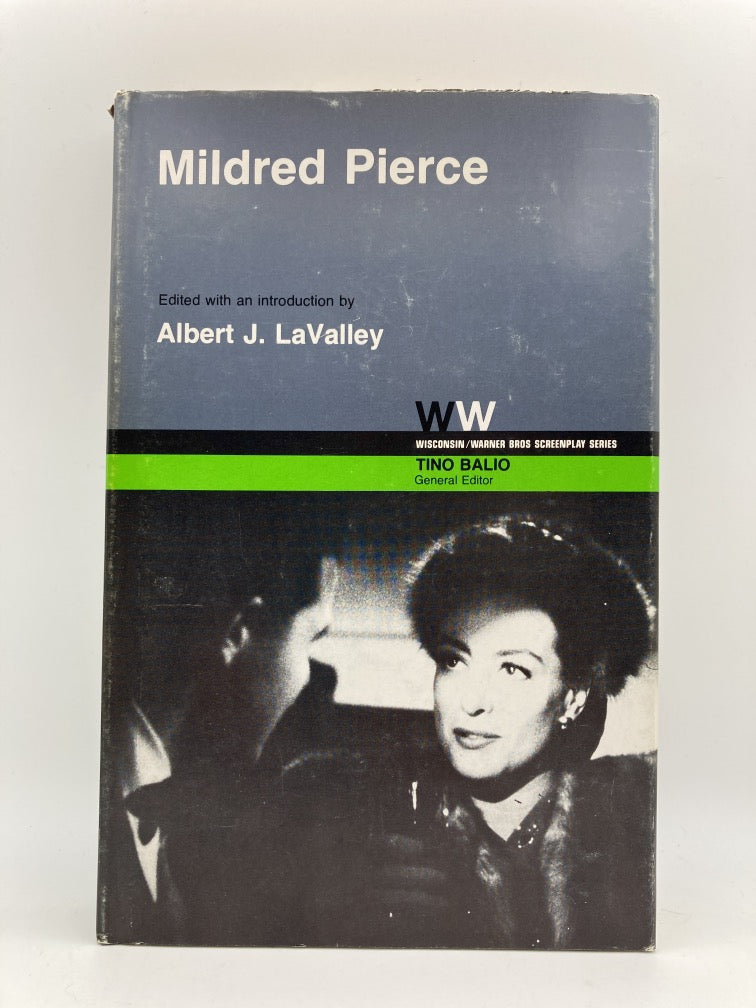 Mildred Pierce
Edited with an introduction by
Albert J. LaValley
WW
WISCONSIN/WARNER BROS SCREENPLAY SERIES
TINO BALIO
General Editor